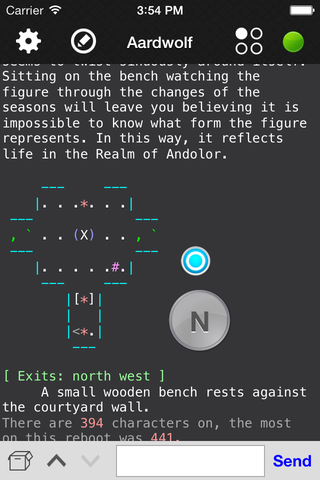 Carrier 3:54 PM
Aardwolf
seems to twist sinuously around itself.
Sitting on the bench watching the
figure through the changes of the
seasons will leave you believing it is
impossible to know what form the figure
represents. In this way, it reflects
life in the Realm of Andolor.
---     ---
|. . .*. . .|
---         ---
, ` . . (X) . . , `
---         ---
|. . . . .#.|
---     ---
|[*]|
|   |
|<*.|
---
N
[ Exits: north west ]
A small wooden bench rests against
the courtyard wall.
There are 394 characters on, the most
on this reboot was 441.
Send